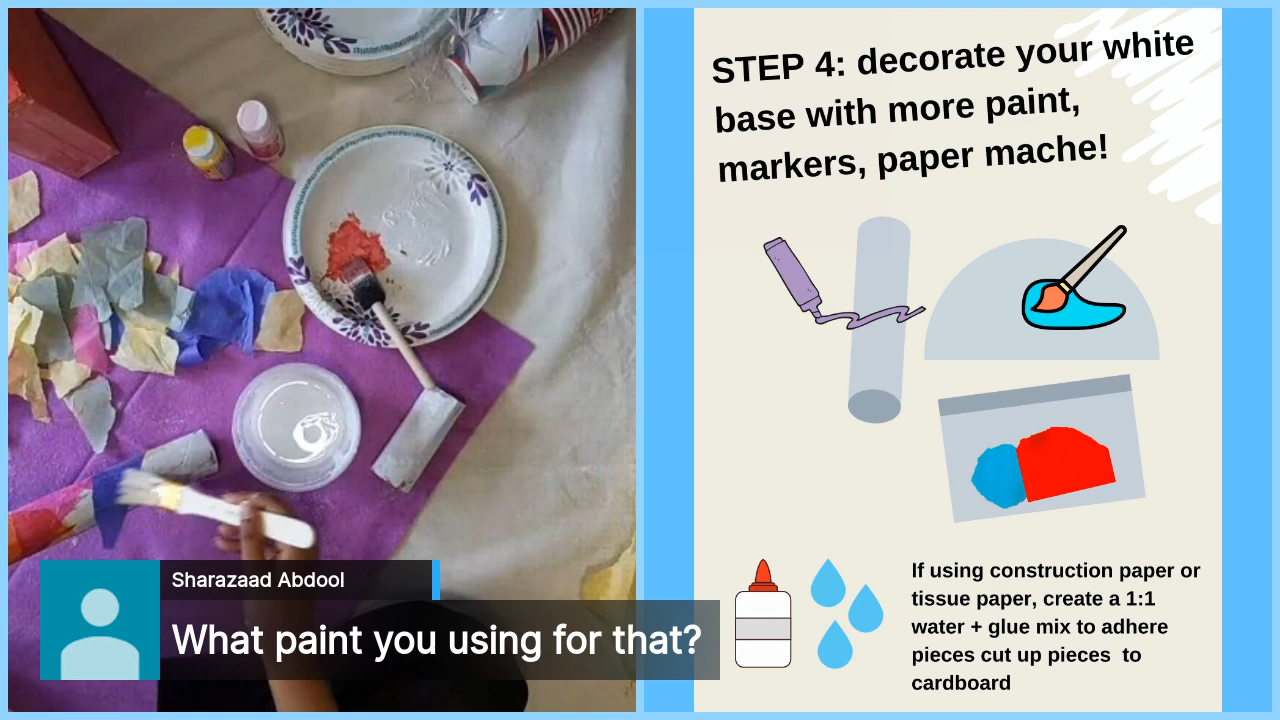 STEP 4: decorate your white
base with more paint,
markers, paper mache!
If using construction paper or
tissue paper, create a 1:1
water + glue mix to adhere
pieces cut up pieces  to
cardboard
Sharazaad Abdool
What paint you using for that?